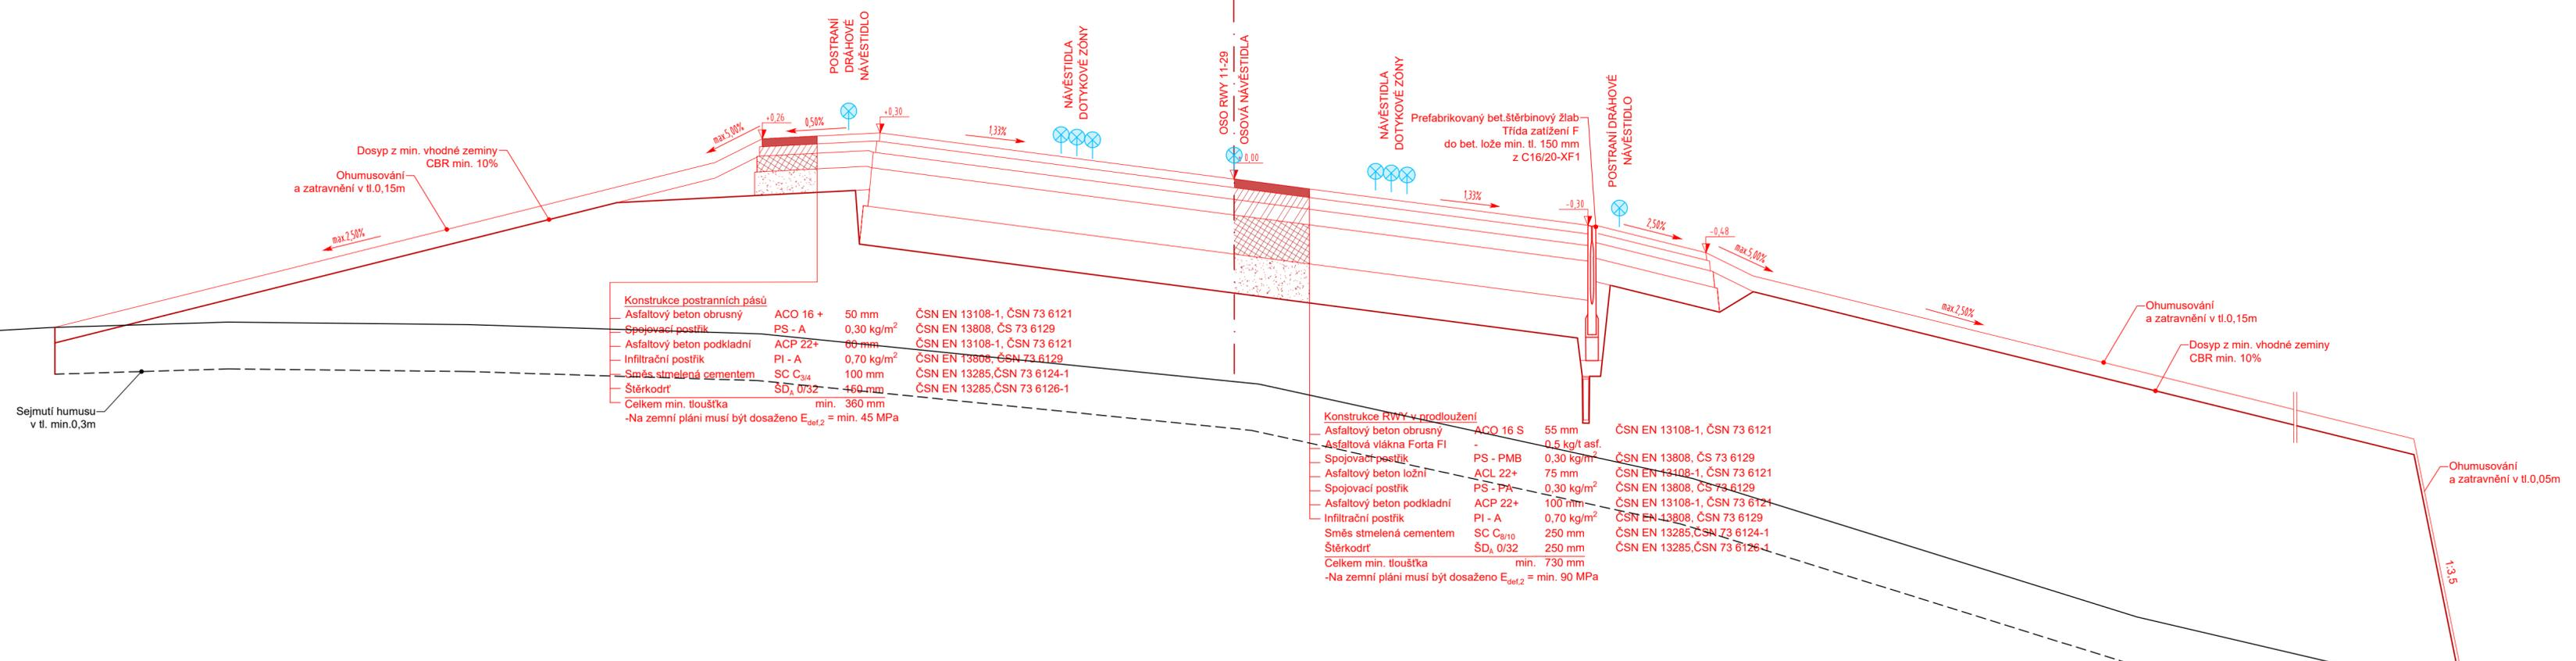 POSTRANÍ
DRÁHOVÉ
NÁVĚSTIDLO
NÁVĚSTIDLA
DOTYKOVÉ ZÓNY
OSO RWY 11-29
OSOVÁ NÁVĚSTIDLA
NÁVĚSTIDLA
DOTYKOVÉ ZÓNY
POSTRANÍ DRÁHOVÉ
NÁVĚSTIDLO
max.5,00%
+0,26
0,50%
+0,30
1,33%
0,00
Prefabrikovaný bet.štěrbinový žlab
Třída zatížení F
do bet. lože min. tl. 150 mm
z C16/20-XF1
1,33%
-0,30
2,50%
-0,48
max.5,00%
Dosyp z min. vhodné zeminy
CBR min. 10%
Ohumusování
a zatravnění v tl.0,15m
max.2,50%
max.2,50%
Ohumusování
a zatravnění v tl.0,15m
Dosyp z min. vhodné zeminy
CBR min. 10%
Sejmutí humusu
v tl. min.0,3m
Konstrukce postranních pásů
Asfaltový beton obrusný ACO 16 + 50 mm ČSN EN 13108-1, ČSN 73 6121
Spojovací postřik PS - A 0,30 kg/m2 ČSN EN 13808, ČS 73 6129
Asfaltový beton podkladní ACP 22+ 60 mm ČSN EN 13108-1, ČSN 73 6121
Infiltrační postřik PI - A 0,70 kg/m2 ČSN EN 13808, ČSN 73 6129
Směs stmelená cementem SC C3/4 100 mm ČSN EN 13285,ČSN 73 6124-1
Štěrkodrť ŠDA 0/32 160 mm ČSN EN 13285,ČSN 73 6126-1
Celkem min. tloušťka min. 360 mm
-Na zemní pláni musí být dosaženo Edef,2 = min. 45 MPa
Konstrukce RWY v prodloužení
Asfaltový beton obrusný ACO 16 S 55 mm ČSN EN 13108-1, ČSN 73 6121
Asfaltová vlákna Forta FI - 0,5 kg/t asf.
Spojovací postřik PS - PMB 0,30 kg/m2 ČSN EN 13808, ČS 73 6129
Asfaltový beton ložní ACL 22+ 75 mm ČSN EN 13108-1, ČSN 73 6121
Spojovací postřik PS - PA 0,30 kg/m2 ČSN EN 13808, ČS 73 6129
Asfaltový beton podkladní ACP 22+ 100 mm ČSN EN 13108-1, ČSN 73 6121
Infiltrační postřik PI - A 0,70 kg/m2 ČSN EN 13808, ČSN 73 6129
Směs stmelená cementem SC C8/10 250 mm ČSN EN 13285,ČSN 73 6124-1
Štěrkodrť ŠDA 0/32 250 mm ČSN EN 13285,ČSN 73 6126-1
Celkem min. tloušťka min. 730 mm
-Na zemní pláni musí být dosaženo Edef,2 = min. 90 MPa
Ohumusování
a zatravnění v tl.0,05m
1:3,5